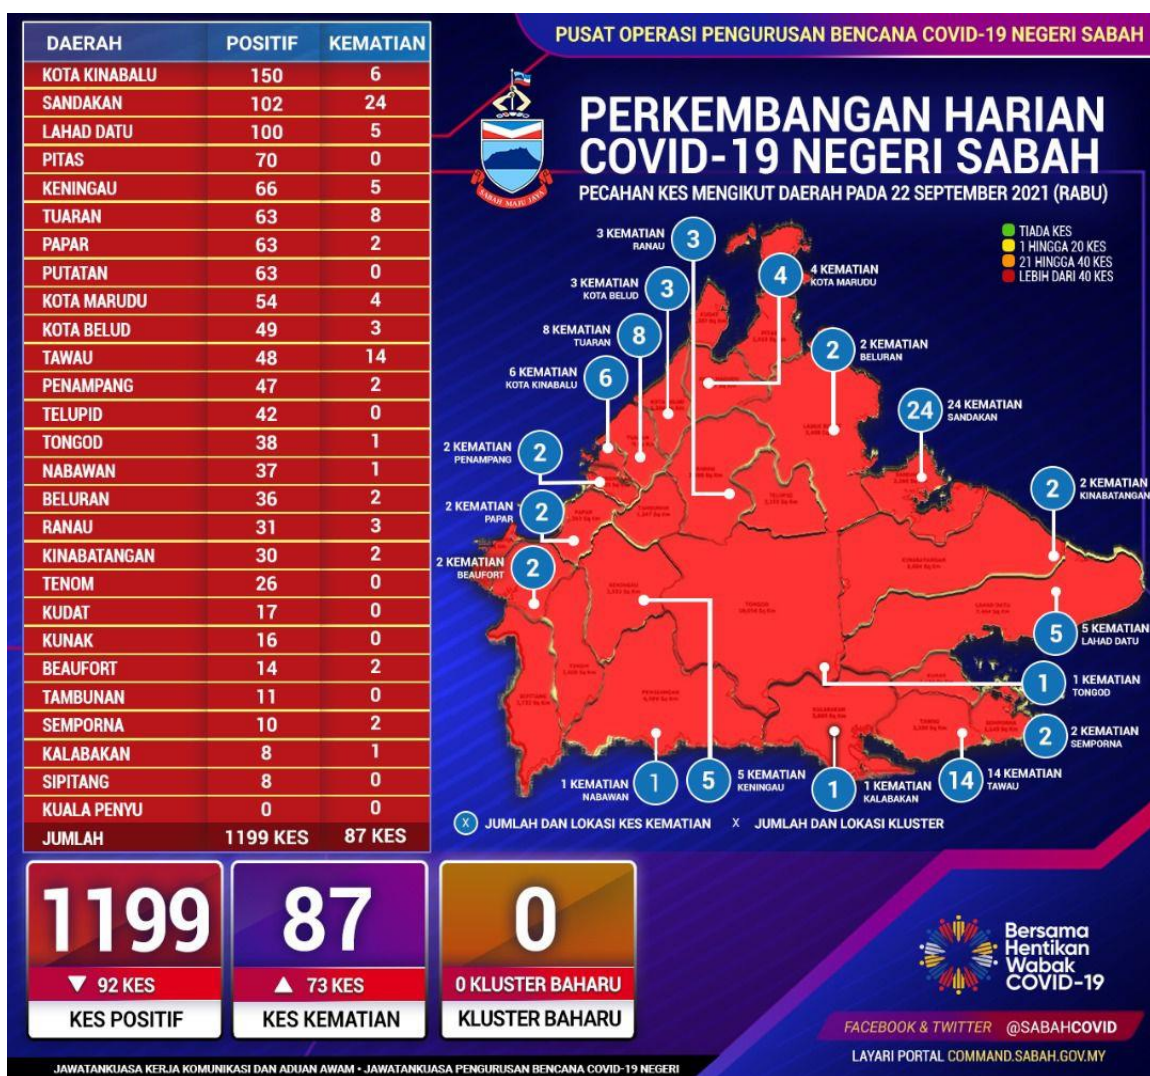 DAERAH POSITIF KEMATIAN
KOTA KINABALU 150 6
SANDAKAN 102 24
LAHAD DATU 100 5
PITAS 70 0
KENINGAU 66 5
TUARAN 63 8
PAPAR 63 2
PUTATAN 63 0
KOTA MARUDU 54 4
KOTA BELUD 49 3
TAWAU 48 14
PENAMPANG 47 2
TELUPID 42 0
TONGOD 38 1
NABAWAN 37 1
BELURAN 36 2
RANAU 31 3
KINABATANGAN 30 2
TENOM 26 0
KUDAT 17 0
KUNAK 16 0
BEAUFORT 14 2
TAMBUNAN 11 0
SEMPORNA 10 2
KALABAKAN 8 1
SIPITANG 8 0
KUALA PENYU 0 0
JUMLAH 1199 KES 87 KES
PUSAT OPERASI PENGURUSAN BENCANA COVID-19 NEGERI SABAH
SABAH MAJU JAYA
PERKEMBANGAN HARIAN
COVID-19 NEGERI SABAH
PECAHAN KES MENGIKUT DAERAH PADA 22 SEPTEMBER 2021 (RABU)
TIADA KES
1 HINGGA 20 KES
21 HINGGA 40 KES
LEBIH DARI 40 KES
3 KEMATIAN
RANAU
3
4
4 KEMATIAN
KOTA MARUDU
3 KEMATIAN
KOTA BELUD
3
8 KEMATIAN
TUARAN
8
2
2 KEMATIAN
BELURAN
6 KEMATIAN
KOTA KINABALU
6
24
24 KEMATIAN
SANDAKAN
2 KEMATIAN
PENAMPANG
2
2
2 KEMATIAN
KINABATANGAN
2 KEMATIAN
PAPAR
2
2 KEMATIAN
BEAUFORT
2
5
5 KEMATIAN
LAHAD DATU
1
1 KEMATIAN
TONGOD
2
2 KEMATIAN
SEMPORNA
1 KEMATIAN
NABAWAN
1
5
5 KEMATIAN
KENINGAU
1
1 KEMATIAN
KALABAKAN
14
14 KEMATIAN
TAWAU
X JUMLAH DAN LOKASI KES KEMATIAN X JUMLAH DAN LOKASI KLUSTER
1199
▼ 92 KES
KES POSITIF
87
▲ 73 KES
KES KEMATIAN
0
0 KLUSTER BAHARU
KLUSTER BAHARU
Bersama
Hentikan
Wabak
COVID-19
FACEBOOK & TWITTER @SABAHCOVID
LAYARI PORTAL COMMAND.SABAH.GOV.MY
JAWATANKUASA KERJA KOMUNIKASI DAN ADUAN AWAM • JAWATANKUASA PENGURUSAN BENCANA COVID-19 NEGERI